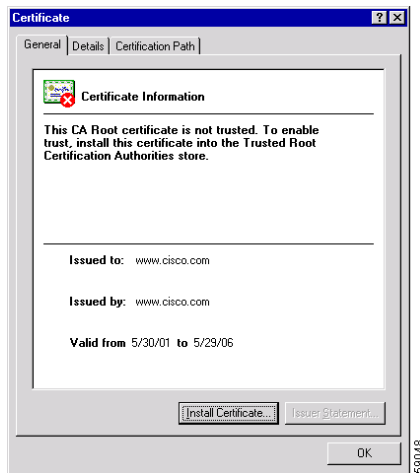 Certificate
General Details Certification Path
Certificate Information
This CA Root certificate is not trusted. To enable
trust, install this certificate into the Trusted Root
Certification Authorities store.
Issued to: www.cisco.com
Issued by: www.cisco.com
Valid from 5/30/01 to 5/29/06
Install Certificate... Issuer Statement...
OK
68048